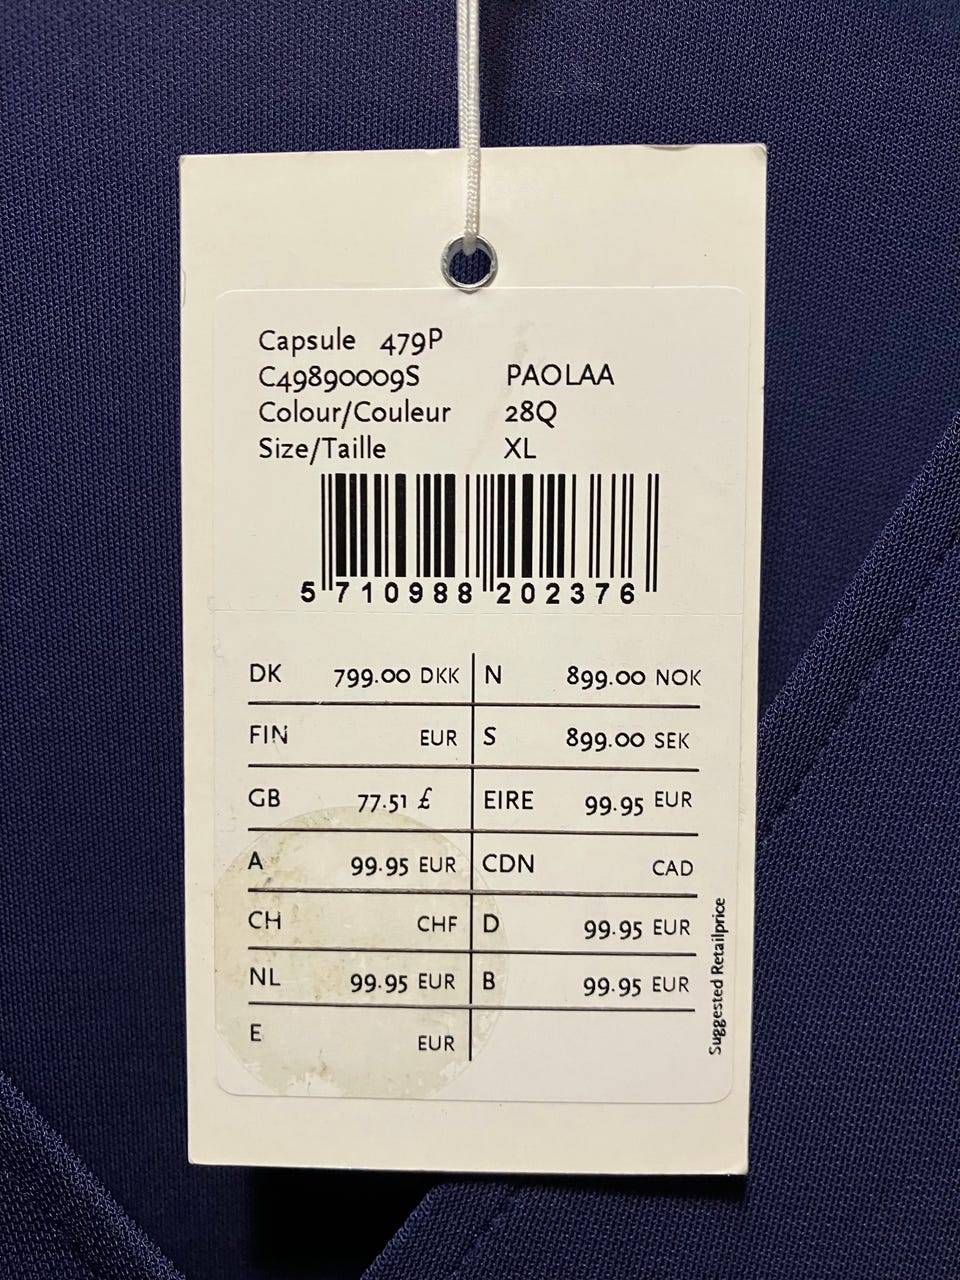 Capsule 479P
C49890009S PAOLAA
Colour/Couleur 28Q
Size/Taille XL
5 710988 202376
DK 799.00 DKK N 899.00 NOK
FIN EUR S 899.00 SEK
GB 77.51 £ EIRE 99.95 EUR
A 99.95 EUR CDN CAD
CH CHF D 99.95 EUR
NL 99.95 EUR B 99.95 EUR
E EUR
Suggested Retailprice